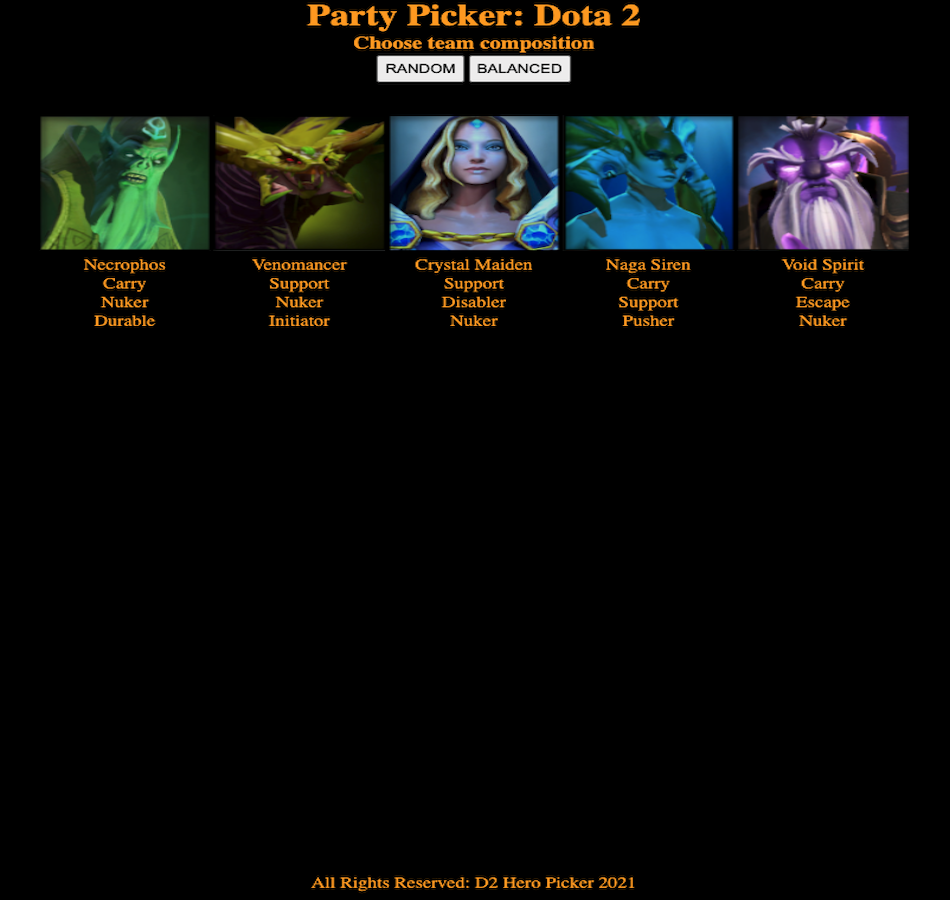 Party Picker: Dota 2
Choose team composition
RANDOM BALANCED
Necrophos
Carry
Nuker
Durable
Venomancer
Support
Nuker
Initiator
Crystal Maiden
Support
Disabler
Nuker
Naga Siren
Carry
Support
Pusher
Void Spirit
Carry
Escape
Nuker
All Rights Reserved: D2 Hero Picker 2021